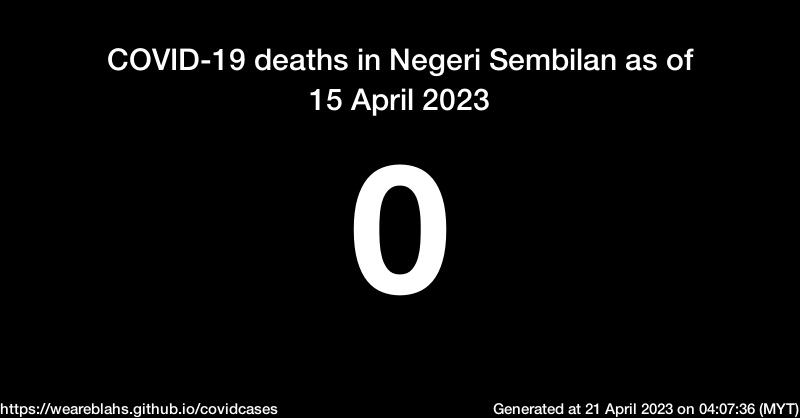 COVID-19 deaths in Negeri Sembilan as of
15 April 2023
0
https://weareblahs.github.io/covidcases
Generated at 21 April 2023 on 04:07:36 (MYT)